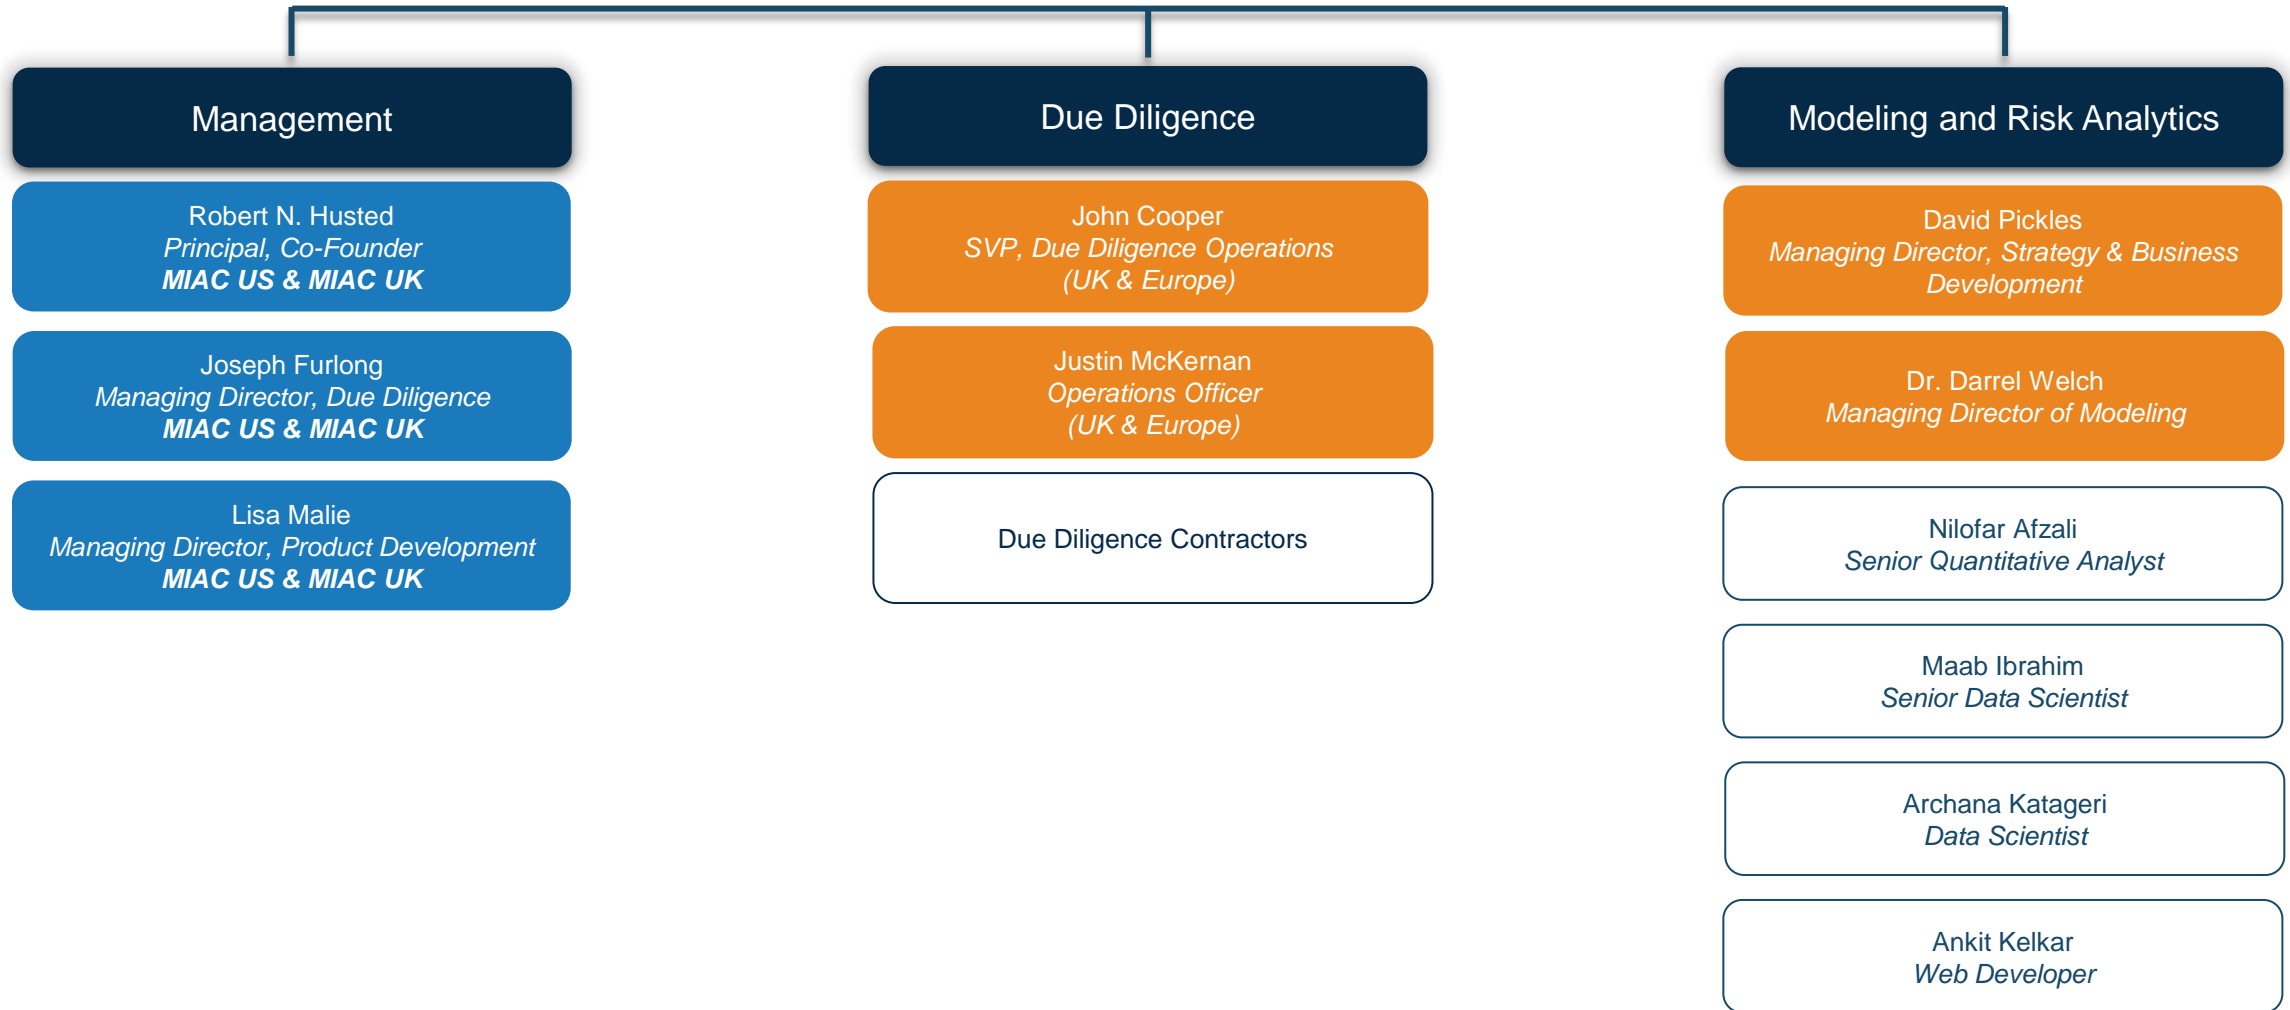 Management
Robert N. Husted
Principal, Co-Founder
MIAC US & MIAC UK
Joseph Furlong
Managing Director, Due Diligence
MIAC US & MIAC UK
Lisa Malie
Managing Director, Product Development
MIAC US & MIAC UK
Due Diligence
John Cooper
SVP, Due Diligence Operations
(UK & Europe)
Justin McKernan
Operations Officer
(UK & Europe)
Due Diligence Contractors
Modeling and Risk Analytics
David Pickles
Managing Director, Strategy & Business
Development
Dr. Darrel Welch
Managing Director of Modeling
Nilofar Afzali
Senior Quantitative Analyst
Maab Ibrahim
Senior Data Scientist
Archana Katageri
Data Scientist
Ankit Kelkar
Web Developer